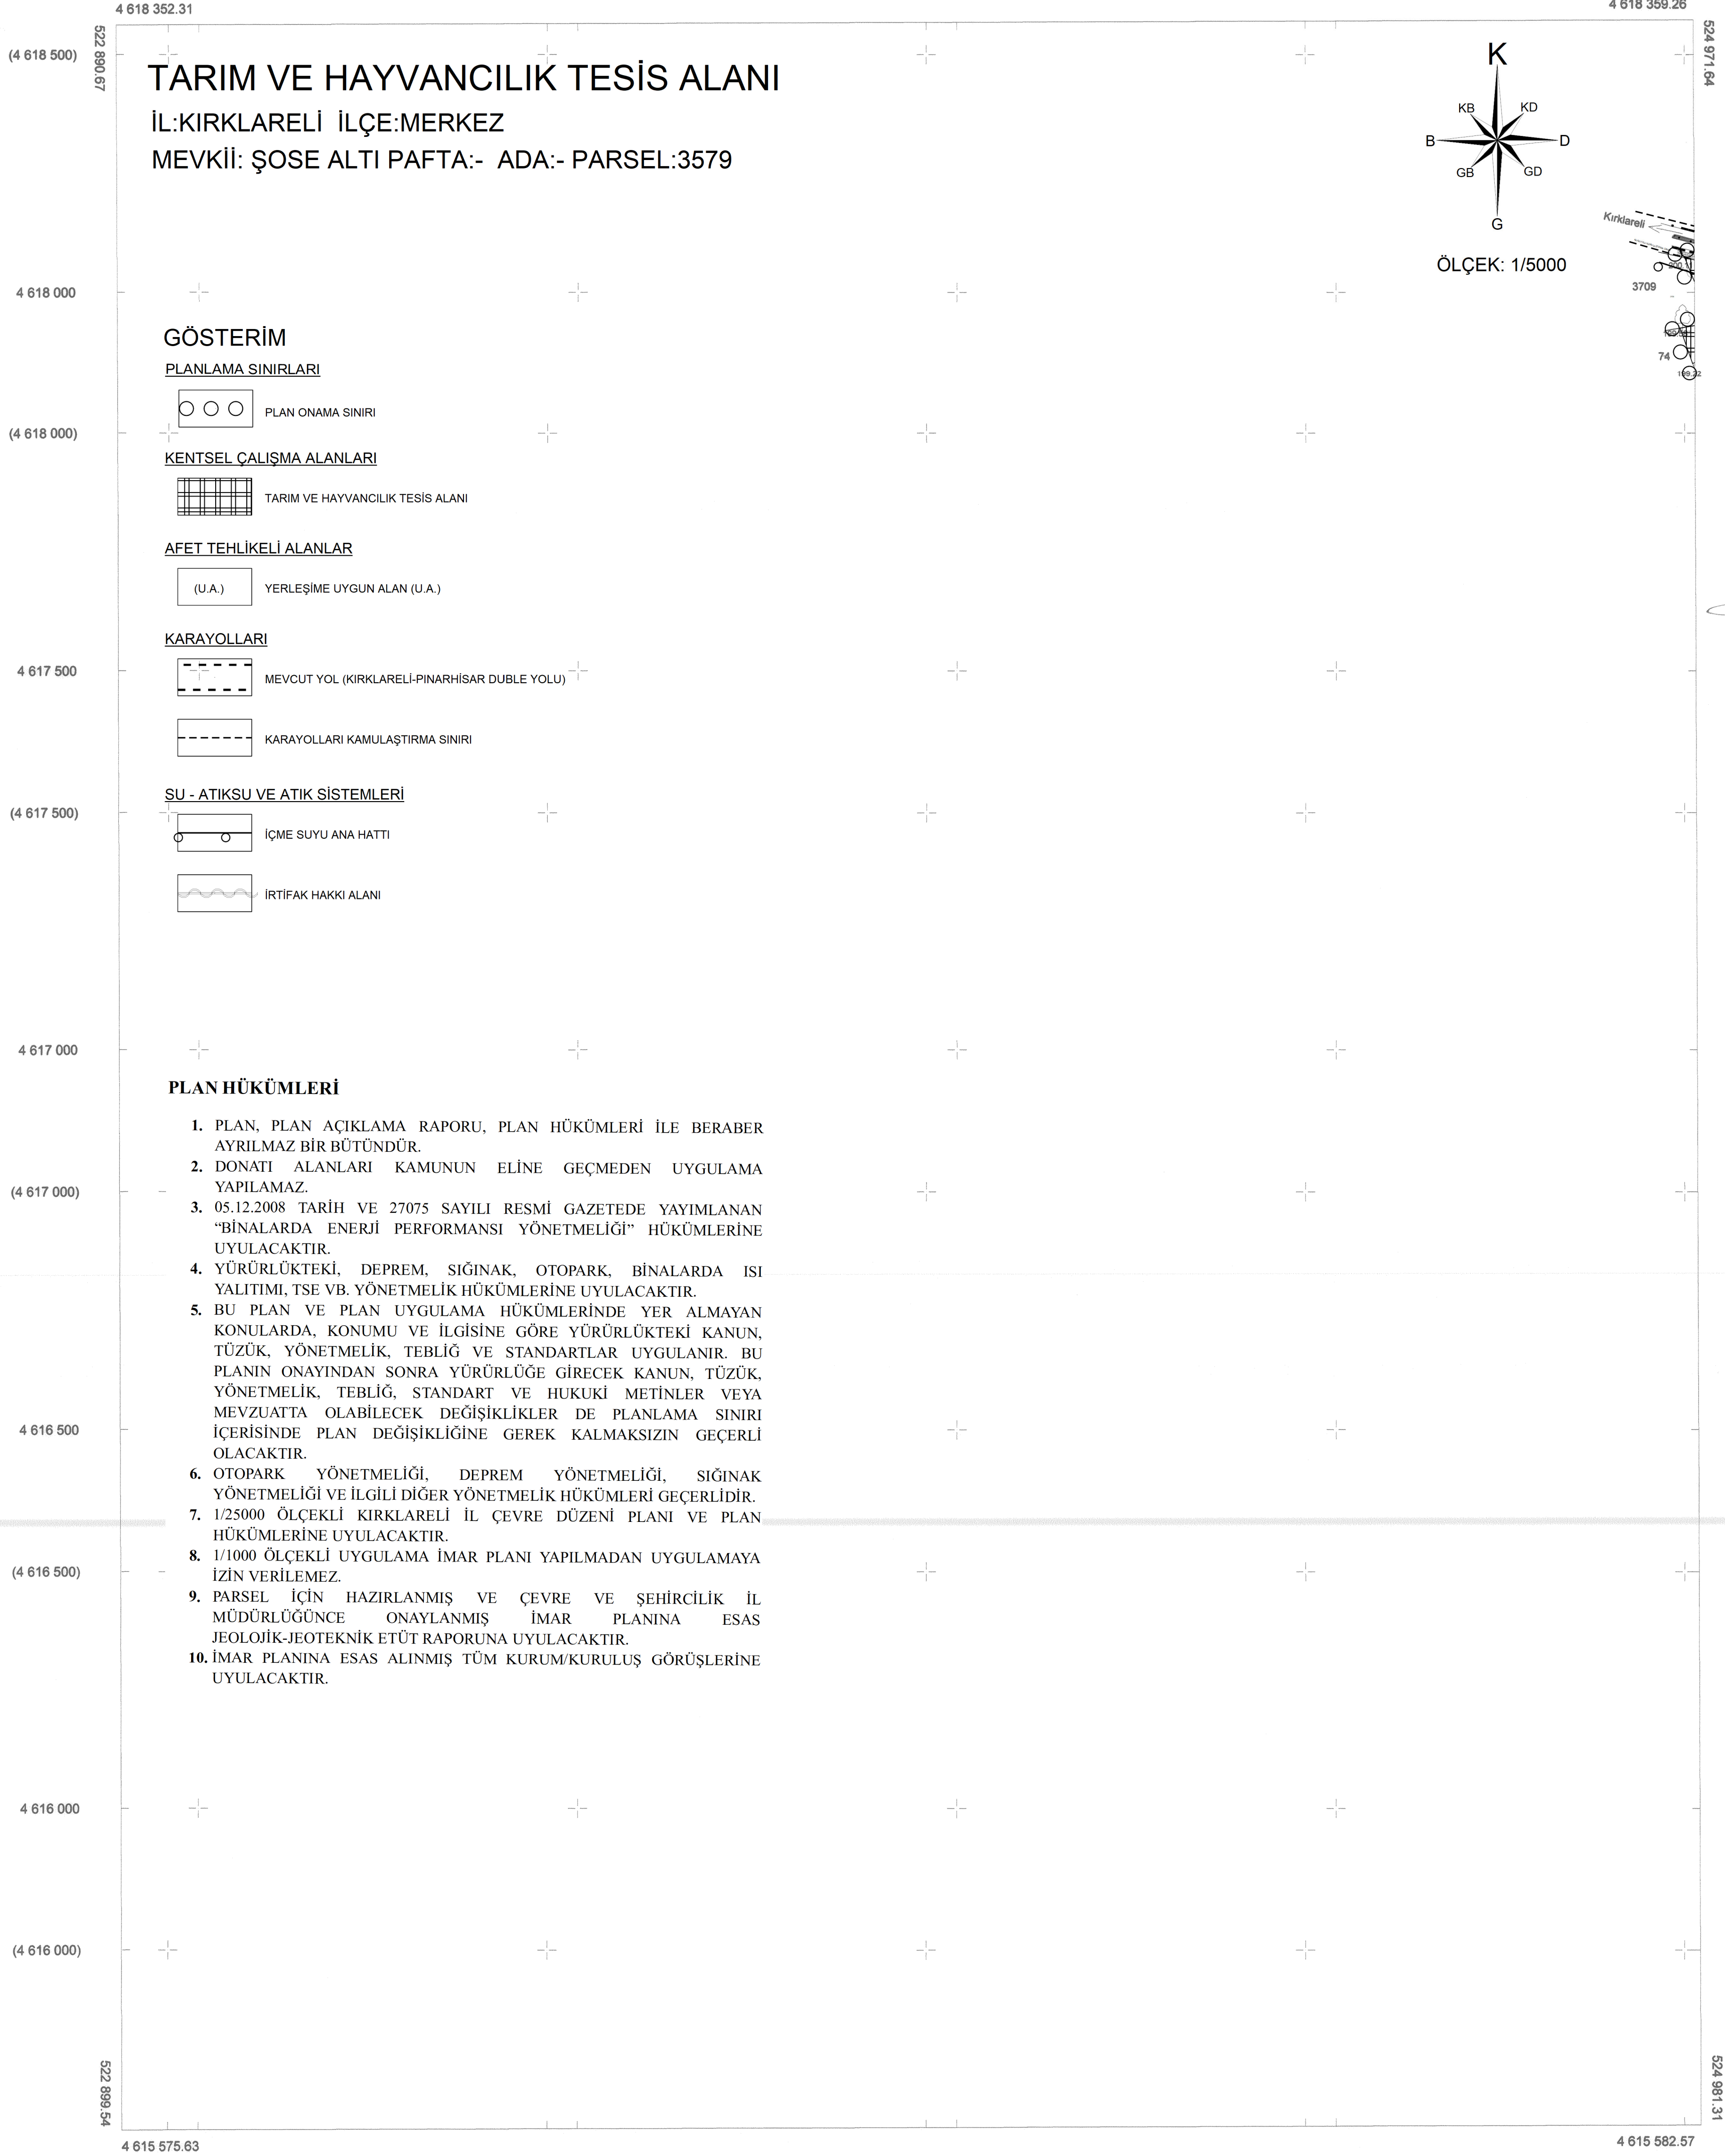 4 618 352.31
4 618 359.26
522 890.67
524 971.64
(4 618 500)
TARIM VE HAYVANCILIK TESİS ALANI
İL:KIRKLARELİ İLÇE:MERKEZ
MEVKİİ: ŞOSE ALTI PAFTA:- ADA:- PARSEL:3579
K
KB
KD
B
D
GB
GD
G
ÖLÇEK: 1/5000
Kırklareli
3709
74
199.22
4 618 000
GÖSTERİM
PLANLAMA SINIRLARI
PLAN ONAMA SINIRI
(4 618 000)
KENTSEL ÇALIŞMA ALANLARI
TARIM VE HAYVANCILIK TESİS ALANI
AFET TEHLİKELİ ALANLAR
(U.A.)
YERLEŞİME UYGUN ALAN (U.A.)
KARAYOLLARI
4 617 500
MEVCUT YOL (KIRKLARELİ-PINARHİSAR DUBLE YOLU)
KARAYOLLARI KAMULAŞTIRMA SINIRI
SU - ATIKSU VE ATIK SİSTEMLERİ
(4 617 500)
İÇME SUYU ANA HATTI
İRTİFAK HAKKI ALANI
4 617 000
PLAN HÜKÜMLERİ
1. PLAN, PLAN AÇIKLAMA RAPORU, PLAN HÜKÜMLERİ İLE BERABER
AYRILMAZ BİR BÜTÜNDÜR.
2. DONATI ALANLARI KAMUNUN ELİNE GEÇMEDEN UYGULAMA
YAPILAMAZ.
(4 617 000)
3. 05.12.2008 TARİH VE 27075 SAYILI RESMİ GAZETEDE YAYIMLANAN
“BİNALARDA ENERJİ PERFORMANSI YÖNETMELİĞİ” HÜKÜMLERİNE
UYULACAKTIR.
4. YÜRÜRLÜKTEKİ, DEPREM, SIĞINAK, OTOPARK, BİNALARDA ISI
YALITIMI, TSE VB. YÖNETMELİK HÜKÜMLERİNE UYULACAKTIR.
5. BU PLAN VE PLAN UYGULAMA HÜKÜMLERİNDE YER ALMAYAN
KONULARDA, KONUMU VE İLGİSİNE GÖRE YÜRÜRLÜKTEKİ KANUN,
TÜZÜK, YÖNETMELİK, TEBLİĞ VE STANDARTLAR UYGULANIR. BU
PLANIN ONAYINDAN SONRA YÜRÜRLÜĞE GİRECEK KANUN, TÜZÜK,
YÖNETMELİK, TEBLİĞ, STANDART VE HUKUKİ METİNLER VEYA
MEVZUATTA OLABİLECEK DEĞİŞİKLİKLER DE PLANLAMA SINIRI
İÇERİSİNDE PLAN DEĞİŞİKLİĞİNE GEREK KALMAKSIZIN GEÇERLİ
OLACAKTIR.
4 616 500
6. OTOPARK YÖNETMELİĞİ, DEPREM YÖNETMELİĞİ, SIĞINAK
YÖNETMELİĞİ VE İLGİLİ DİĞER YÖNETMELİK HÜKÜMLERİ GEÇERLİDİR.
7. 1/25000 ÖLÇEKLİ KIRKLARELİ İL ÇEVRE DÜZENİ PLANI VE PLAN
HÜKÜMLERİNE UYULACAKTIR.
8. 1/1000 ÖLÇEKLİ UYGULAMA İMAR PLANI YAPILMADAN UYGULAMAYA
İZİN VERİLEMEZ.
(4 616 500)
9. PARSEL İÇİN HAZIRLANMIŞ VE ÇEVRE VE ŞEHİRCİLİK İL
MÜDÜRLÜĞÜNCE ONAYLANMIŞ İMAR PLANINA ESAS
JEOLOJİK-JEOTEKNİK ETÜT RAPORUNA UYULACAKTIR.
10. İMAR PLANINA ESAS ALINMIŞ TÜM KURUM/KURULUŞ GÖRÜŞLERİNE
UYULACAKTIR.
4 616 000
(4 616 000)
522 899.54
524 981.31
4 615 575.63
4 615 582.57